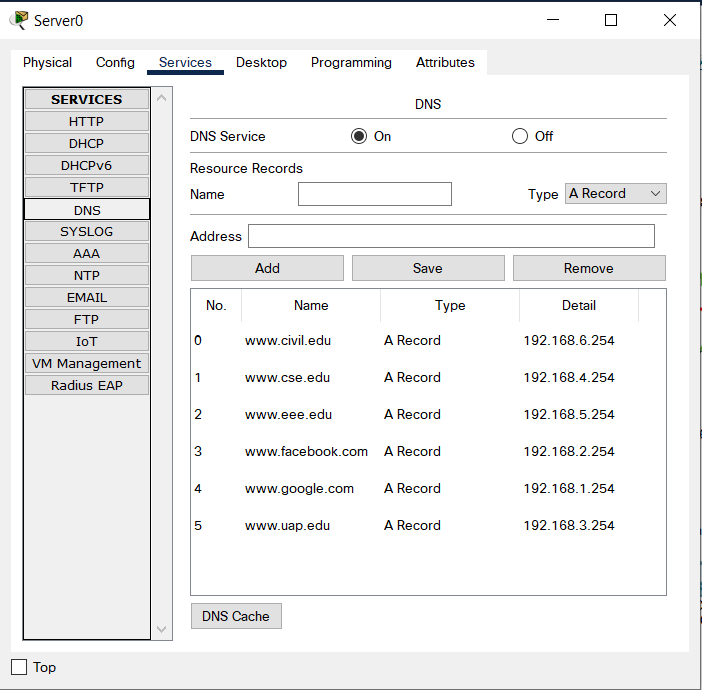 Server0
Physical Config Services Desktop Programming Attributes
SERVICES
HTTP
DHCP
DHCPv6
TFTP
DNS
SYSLOG
AAA
NTP
EMAIL
FTP
IoT
VM Management
Radius EAP
DNS
DNS Service On Off
Resource Records
Name Type A Record
Address
Add Save Remove
No. Name Type Detail
0 www.civil.edu A Record 192.168.6.254
1 www.cse.edu A Record 192.168.4.254
2 www.eee.edu A Record 192.168.5.254
3 www.facebook.com A Record 192.168.2.254
4 www.google.com A Record 192.168.1.254
5 www.uap.edu A Record 192.168.3.254
DNS Cache
Top